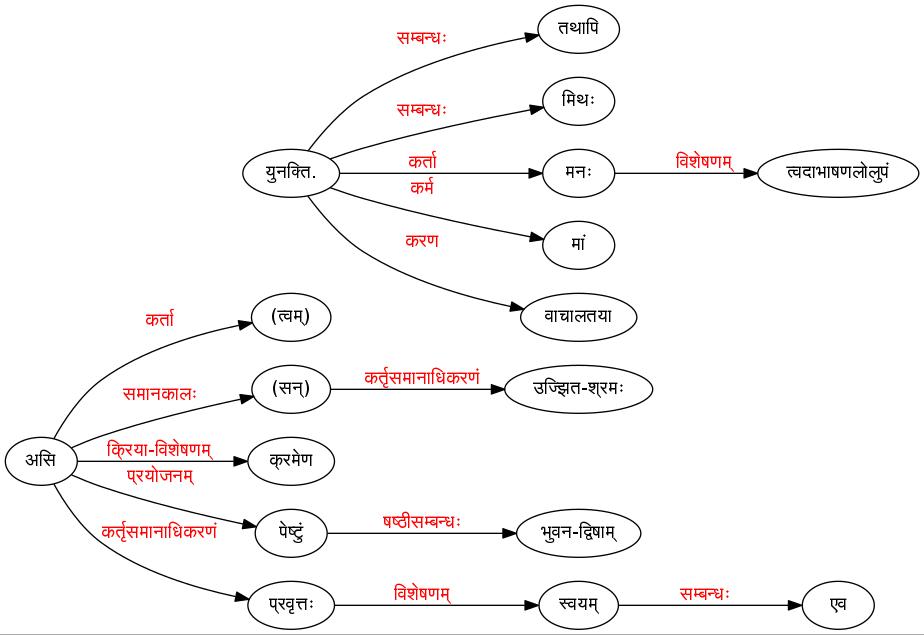 तथापि
सम्बन्धः
मिथः
सम्बन्धः
युनक्ति.
कर्ता
मनः
विशेषणम्
त्वदाभाषणलोलुपं
कर्म
मां
करण
वाचालतया
(त्वम्)
कर्ता
(सन्)
समानकालः
कर्तृसमानाधिकरणं
उज्झित-श्रमः
असि
क्रिया-विशेषणम्
क्रमेण
प्रयोजनम्
पेष्टुं
षष्ठीसम्बन्धः
भुवन-द्विषाम्
कर्तृसमानाधिकरणं
प्रवृत्तः
विशेषणम्
स्वयम्
सम्बन्धः
एव